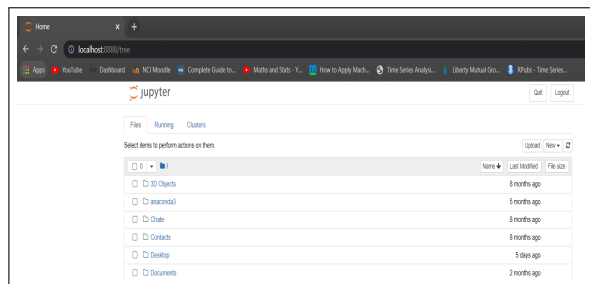 Home x +
localhost:8888/tree
Apps YouTube Dashboard NCI Moodle Complete Guide to... Maths and Stats - Y... How to Apply Mach... Time Series Analysi... Liberty Mutual Gro... RPubs - Time Series...
jupyter Quit Logout
Files Running Clusters
Select items to perform actions on them. Upload New
0 / Name Last Modified File size
3D Objects 8 months ago
anaconda3 5 months ago
Chate 8 months ago
Contacts 8 months ago
Desktop 5 days ago
Documents 2 months ago